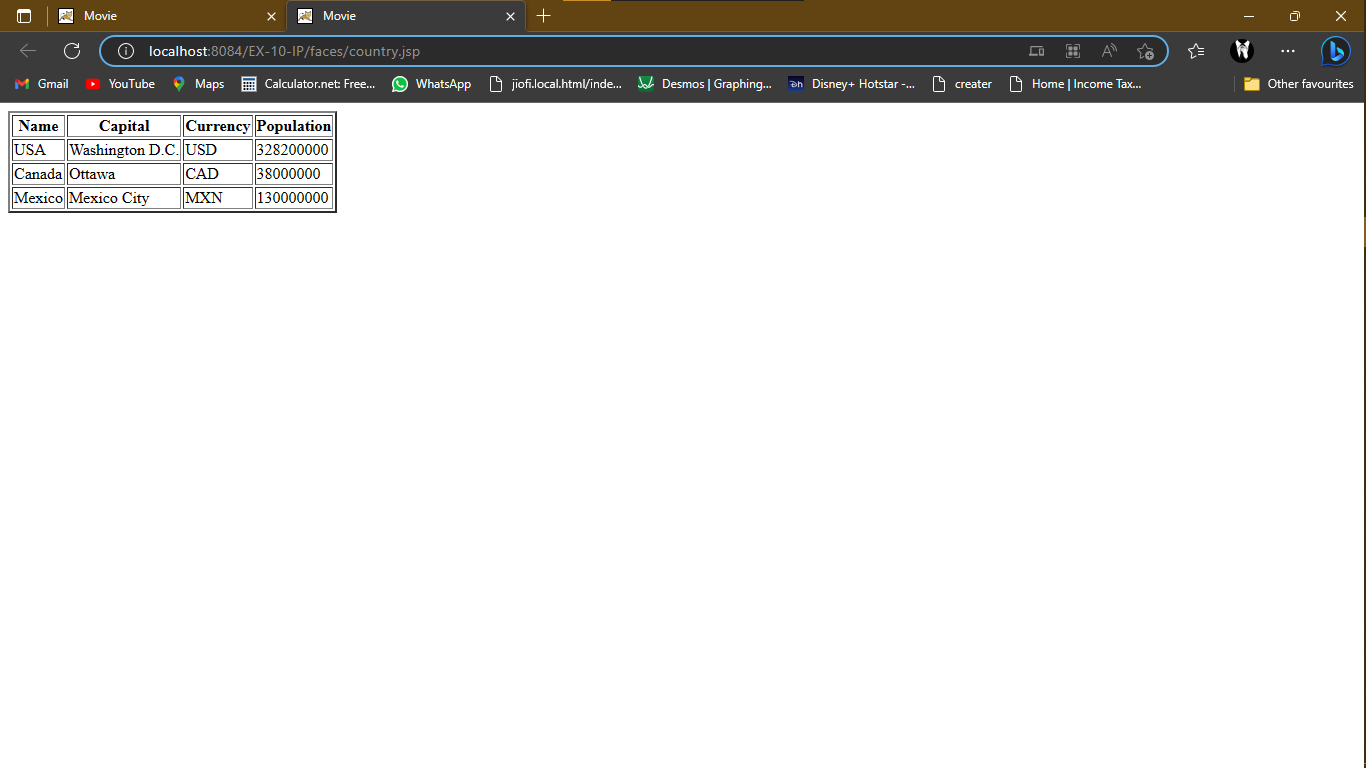 Movie Movie
localhost:8084/EX-10-IP/faces/country.jsp
Gmail YouTube Maps Calculator.net: Free... WhatsApp jiofi.local.html/inde... Desmos | Graphing... Disney+ Hotstar -... creater Home | Income Tax... Other favourites
Name Capital Currency Population
USA Washington D.C. USD 328200000
Canada Ottawa CAD 38000000
Mexico Mexico City MXN 130000000